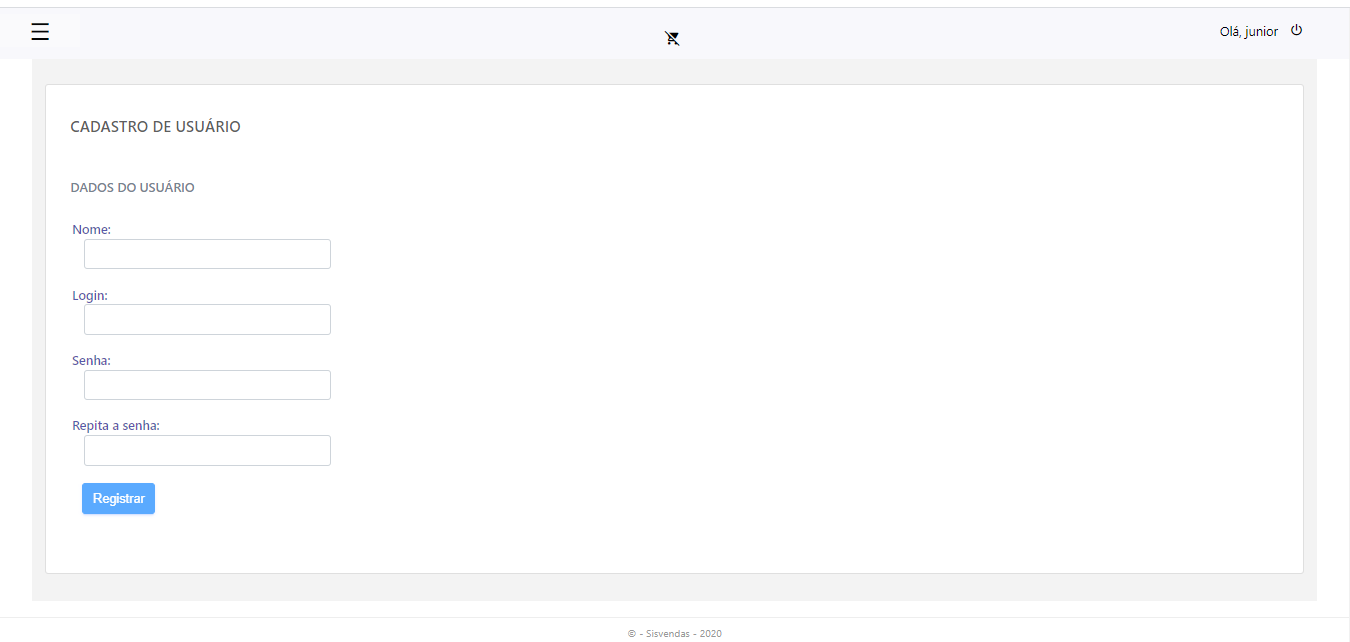 Olá, junior
CADASTRO DE USUÁRIO
DADOS DO USUÁRIO
Nome:
Login:
Senha:
Repita a senha:
Registrar
© - Sisvendas - 2020